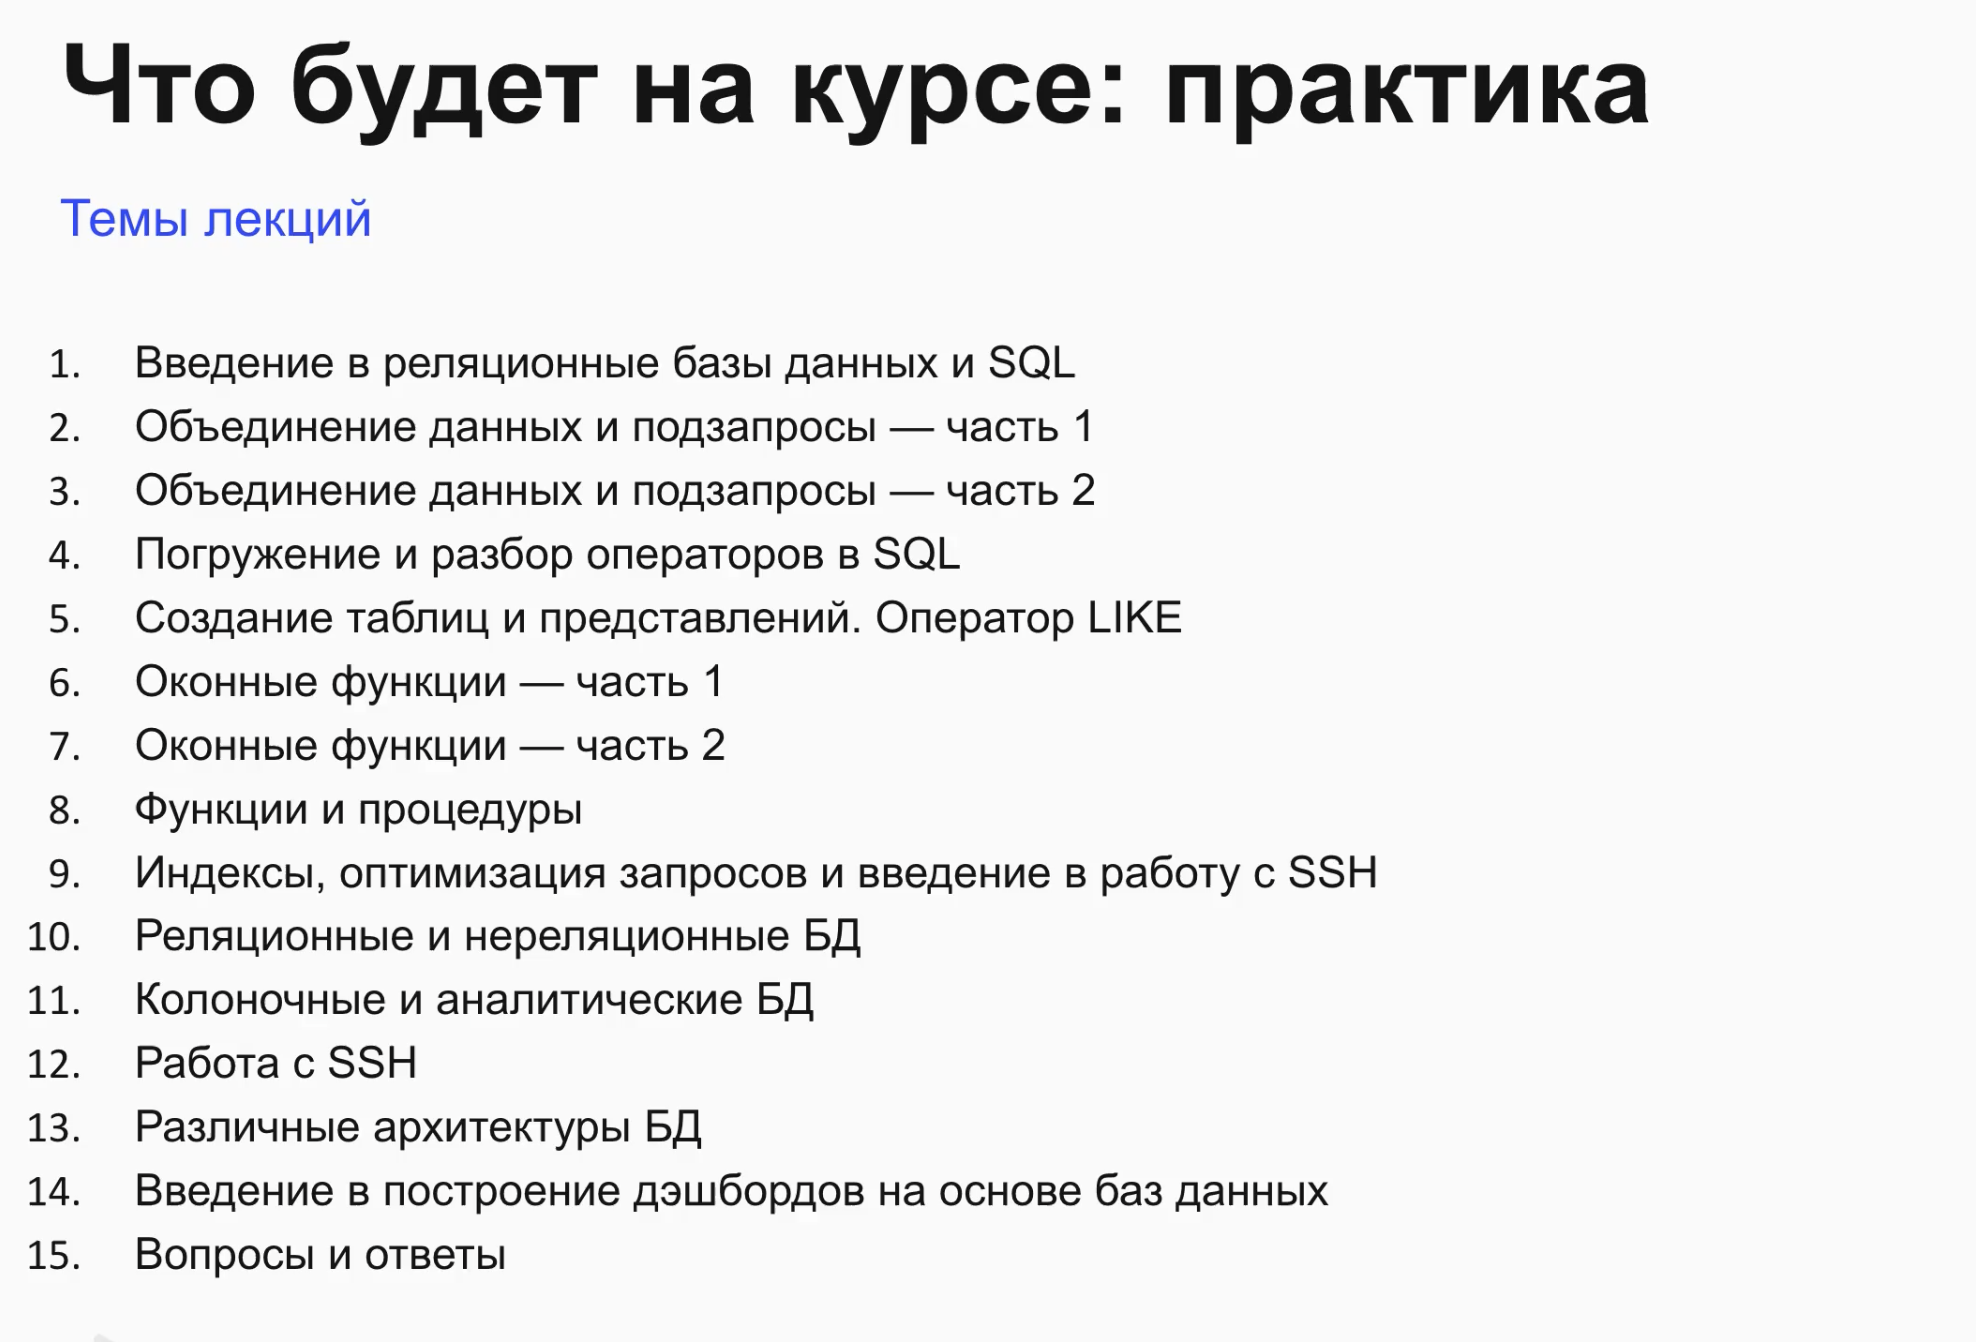 Что будет на курсе: практика
Темы лекций
1. Введение в реляционные базы данных и SQL
2. Объединение данных и подзапросы — часть 1
3. Объединение данных и подзапросы — часть 2
4. Погружение и разбор операторов в SQL
5. Создание таблиц и представлений. Оператор LIKE
6. Оконные функции — часть 1
7. Оконные функции — часть 2
8. Функции и процедуры
9. Индексы, оптимизация запросов и введение в работу с SSH
10. Реляционные и нереляционные БД
11. Колоночные и аналитические БД
12. Работа с SSH
13. Различные архитектуры БД
14. Введение в построение дэшбордов на основе баз данных
15. Вопросы и ответы